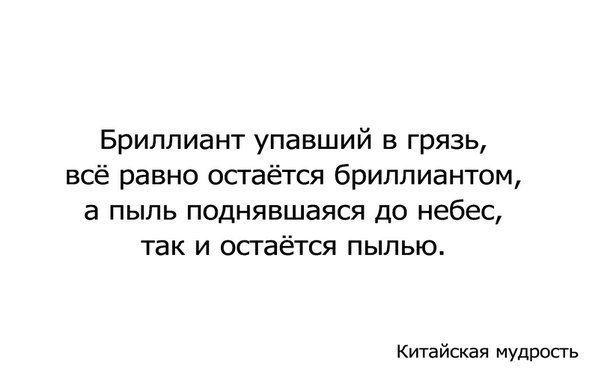 Бриллиант упавший в грязь,
всё равно остаётся бриллиантом,
а пыль поднявшаяся до небес,
так и остаётся пылью.
Китайская мудрость